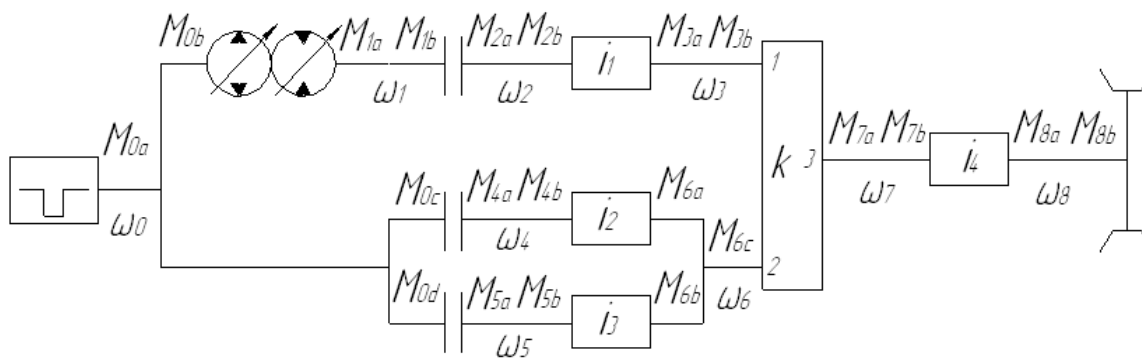 M0b
M1a M1b
M2a M2b
i1
M3a M3b
ω1
ω2
ω3
1
M0a
ω0
k 3
M7a M7b
i4
M8a M8b
ω7
ω8
M0c
M4a M4b
i2
M6a
ω4
M6c
2
M0d
M5a M5b
i3
M6b
ω6
ω5